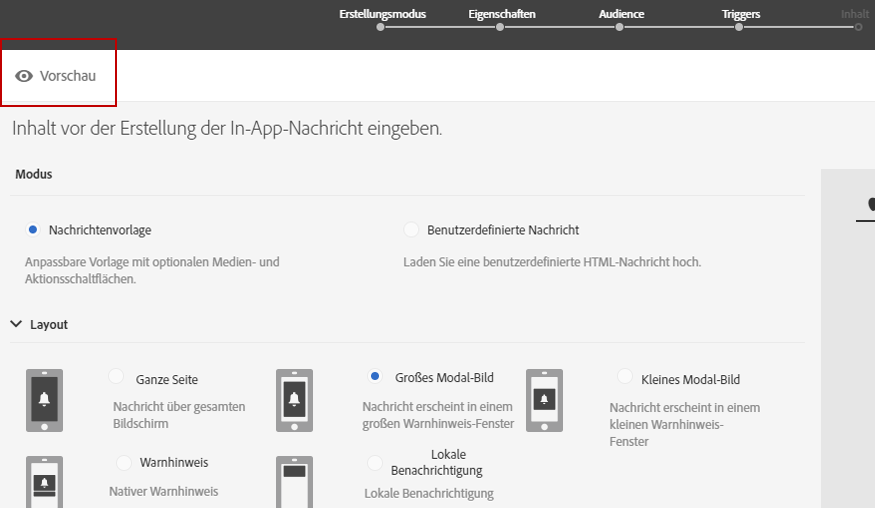 Erstellungsmodus Eigenschaften Audience Triggers Inhalt
Vorschau
Inhalt vor der Erstellung der In-App-Nachricht eingeben.
Modus
Nachrichtenvorlage
Anpassbare Vorlage mit optionalen Medien- und
Aktionsschaltflächen.
Benutzerdefinierte Nachricht
Laden Sie eine benutzerdefinierte HTML-Nachricht hoch.
Layout
Ganze Seite
Nachricht über gesamten
Bildschirm
Großes Modal-Bild
Nachricht erscheint in einem
großen Warnhinweis-Fenster
Kleines Modal-Bild
Nachricht erscheint in einem
kleinen Warnhinweis-
Fenster
Warnhinweis
Nativer Warnhinweis
Lokale
Benachrichtigung
Lokale Benachrichtigung